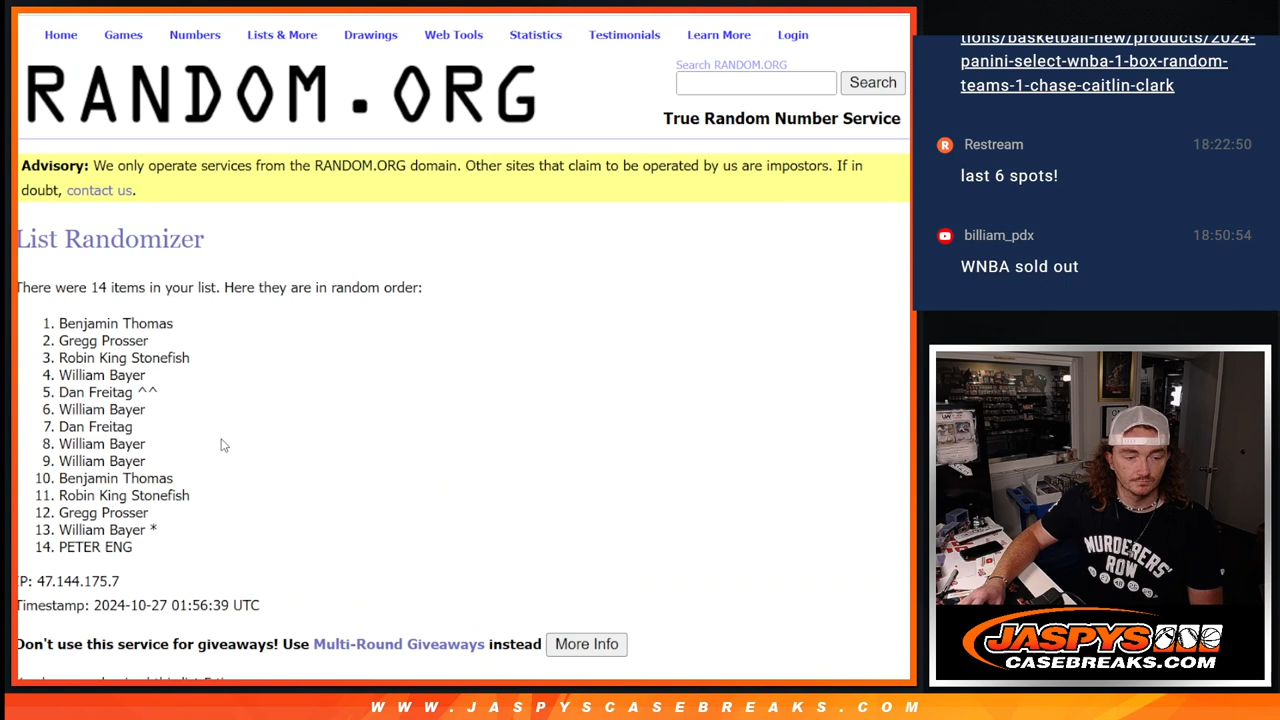 Home
Games
Numbers
Lists & More
Drawings
Web Tools
Statistics
Testimonials
Learn More
Login
RANDOM.ORG
Search RANDOM.ORG
Search
True Random Number Service
Advisory: We only operate services from the RANDOM.ORG domain. Other sites that claim to be operated by us are impostors. If in
doubt, contact us.
List Randomizer
There were 14 items in your list. Here they are in random order:
1. Benjamin Thomas
2. Gregg Prosser
3. Robin King Stonefish
4. William Bayer
5. Dan Freitag ^^
6. William Bayer
7. Dan Freitag
8. William Bayer
9. William Bayer
10. Benjamin Thomas
11. Robin King Stonefish
12. Gregg Prosser
13. William Bayer *
14. PETER ENG
IP: 47.144.175.7
Timestamp: 2024-10-27 01:56:39 UTC
Don't use this service for giveaways! Use Multi-Round Giveaways instead
More Info
tions/basketball-new/products/2024-
panini-select-wnba-1-box-random-
teams-1-chase-caitlin-clark
Restream 18:22:50
last 6 spots!
billiam_pdx 18:50:54
WNBA sold out
MURDERERS'
ROW
JASPYS
CASEBREAKS.COM
WWW.JASPYSCASEBREAKS.COM